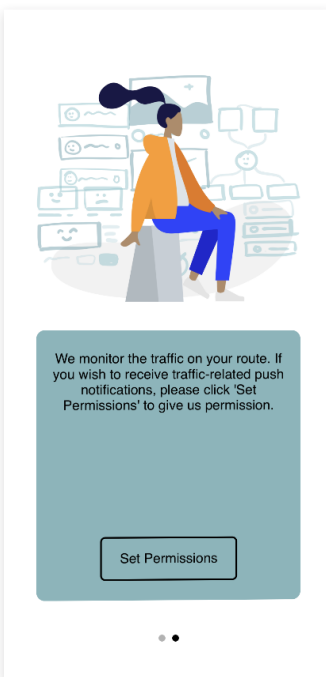 We monitor the traffic on your route. If
you wish to receive traffic-related push
notifications, please click 'Set
Permissions' to give us permission.
Set Permissions